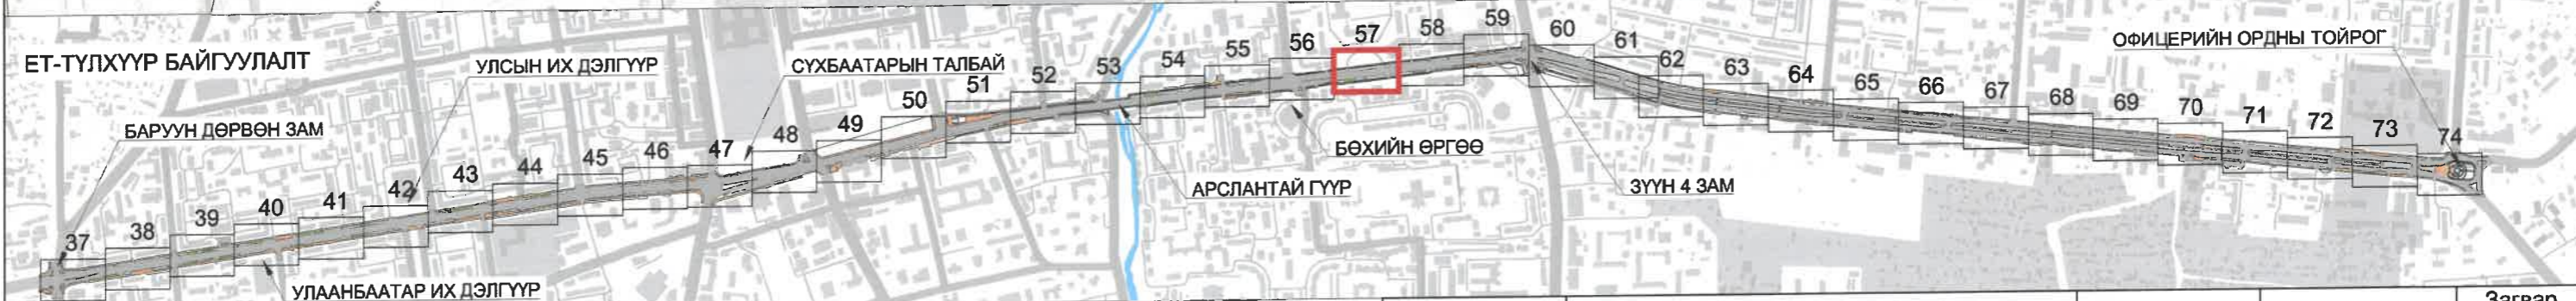 ЕТ-ТҮЛХҮҮР БАЙГУУЛАЛТ
БАРУУН ДӨРВӨН ЗАМ
УЛСЫН ИХ ДЭЛГҮҮР
СҮХБААТАРЫН ТАЛБАЙ
ОФИЦЕРИЙН ОРДНЫ ТОЙРОГ
37 38 39 40 41 42 43 44 45 46 47 48 49 50 51 52 53 54 55 56 57 58 59 60 61 62 63 64 65 66 67 68 69 70 71 72 73 74
БӨХИЙН ӨРГӨӨ
АРСЛАНТАЙ ГҮҮР
ЗҮҮН 4 ЗАМ
УЛААНБААТАР ИХ ДЭЛГҮҮР
Загвар